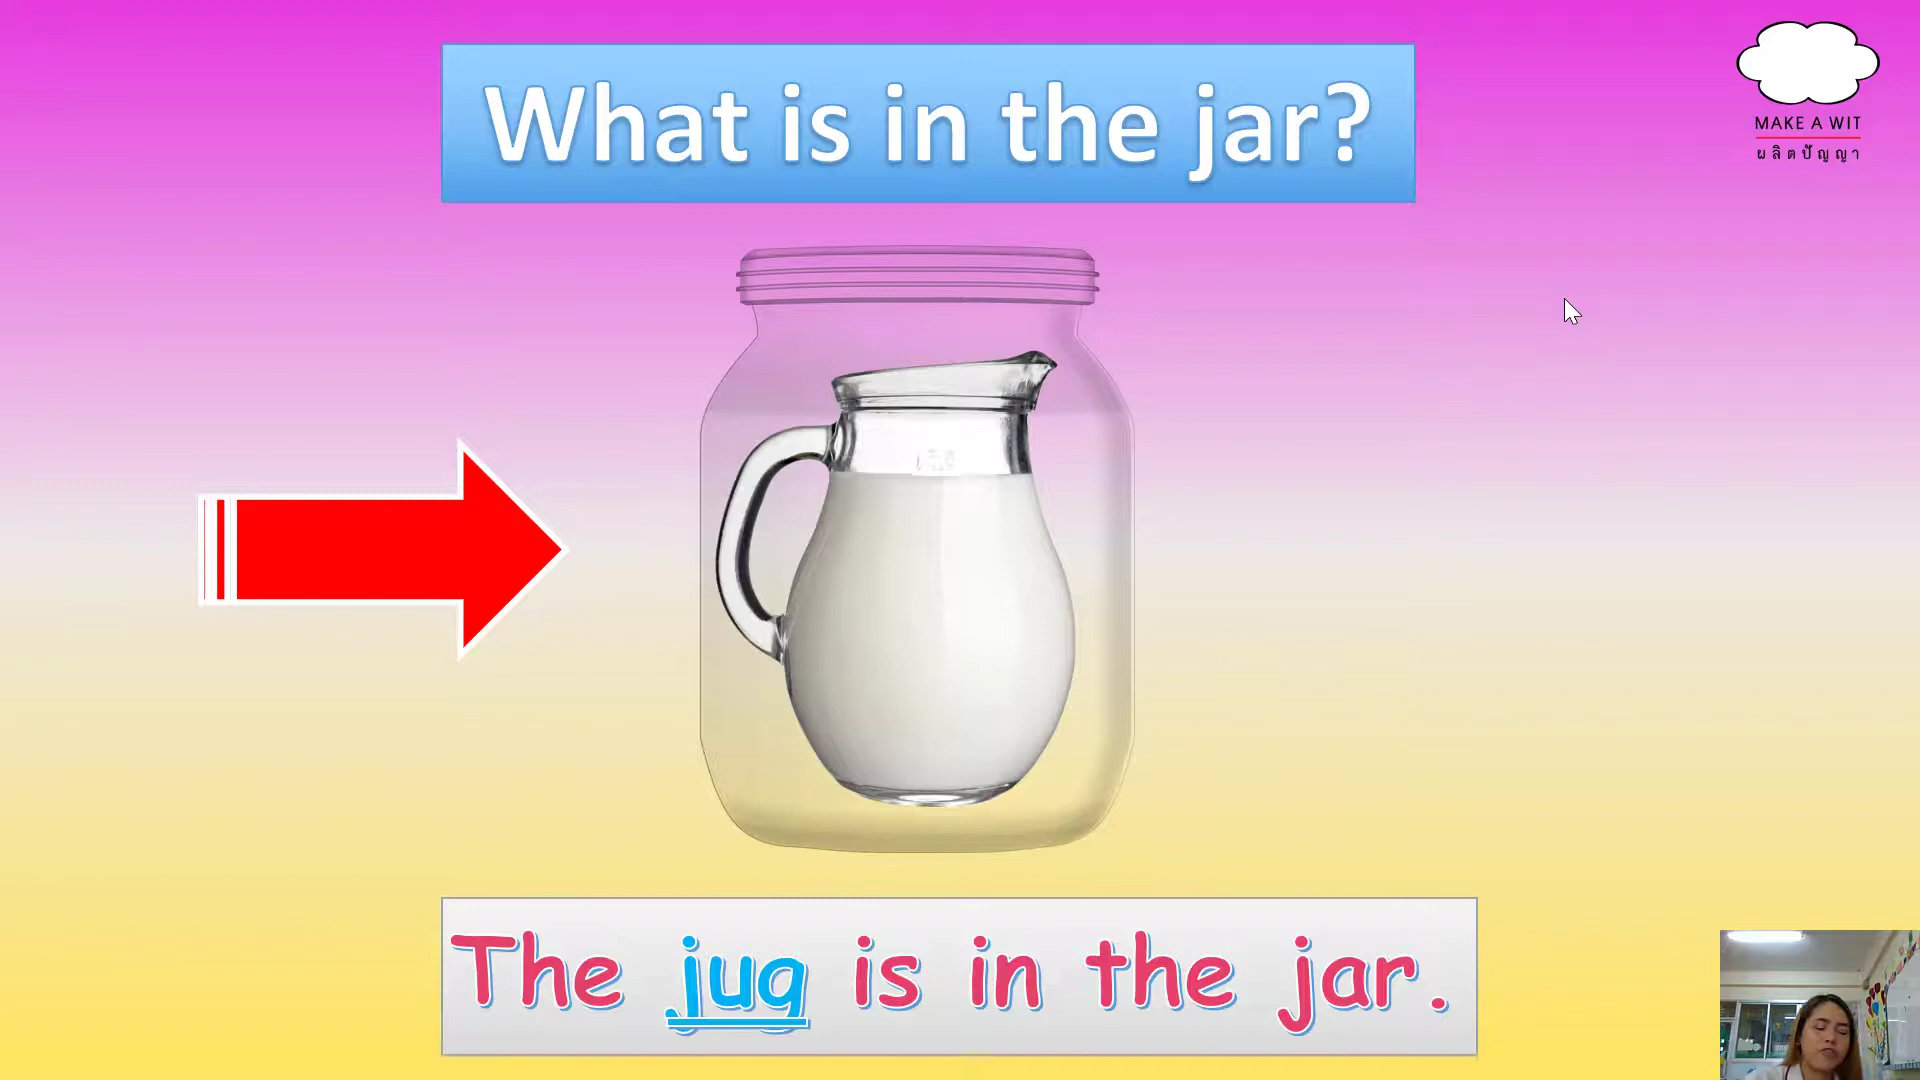 What is in the jar?
MAKE A WIT
ผลิตปัญญา
The jug is in the jar.